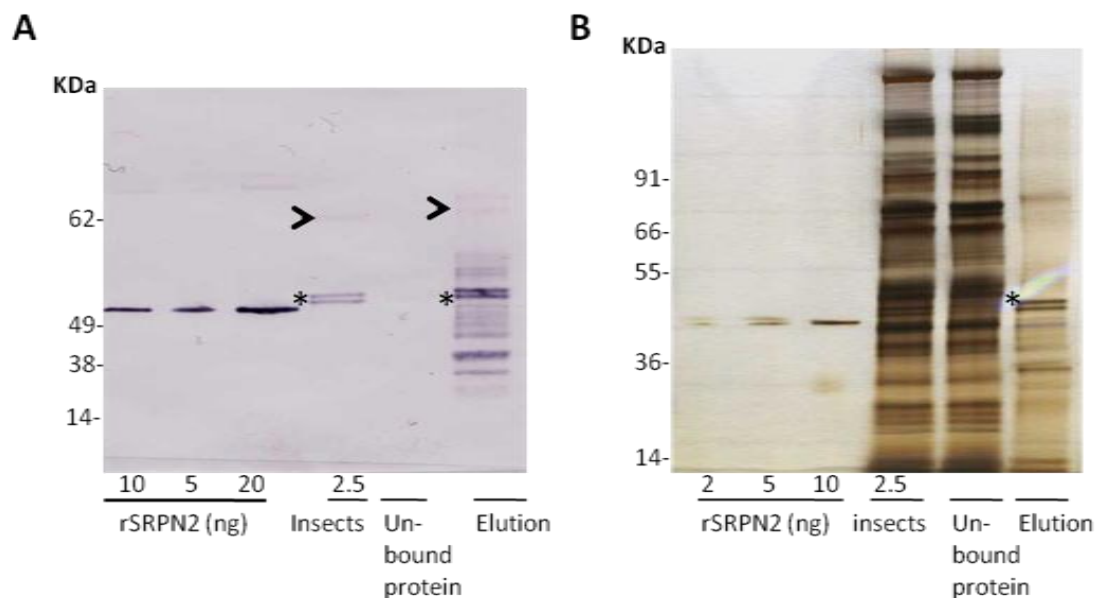 A
KDa
62-
49-
38-
14-
*
*
10 5 20 2.5
rSRPN2 (ng) Insects Un-
bound
protein Elution
B
KDa
91-
66-
55-
36-
14-
*
2 5 10 2.5
rSRPN2 (ng) insects Un-
bound
protein Elution